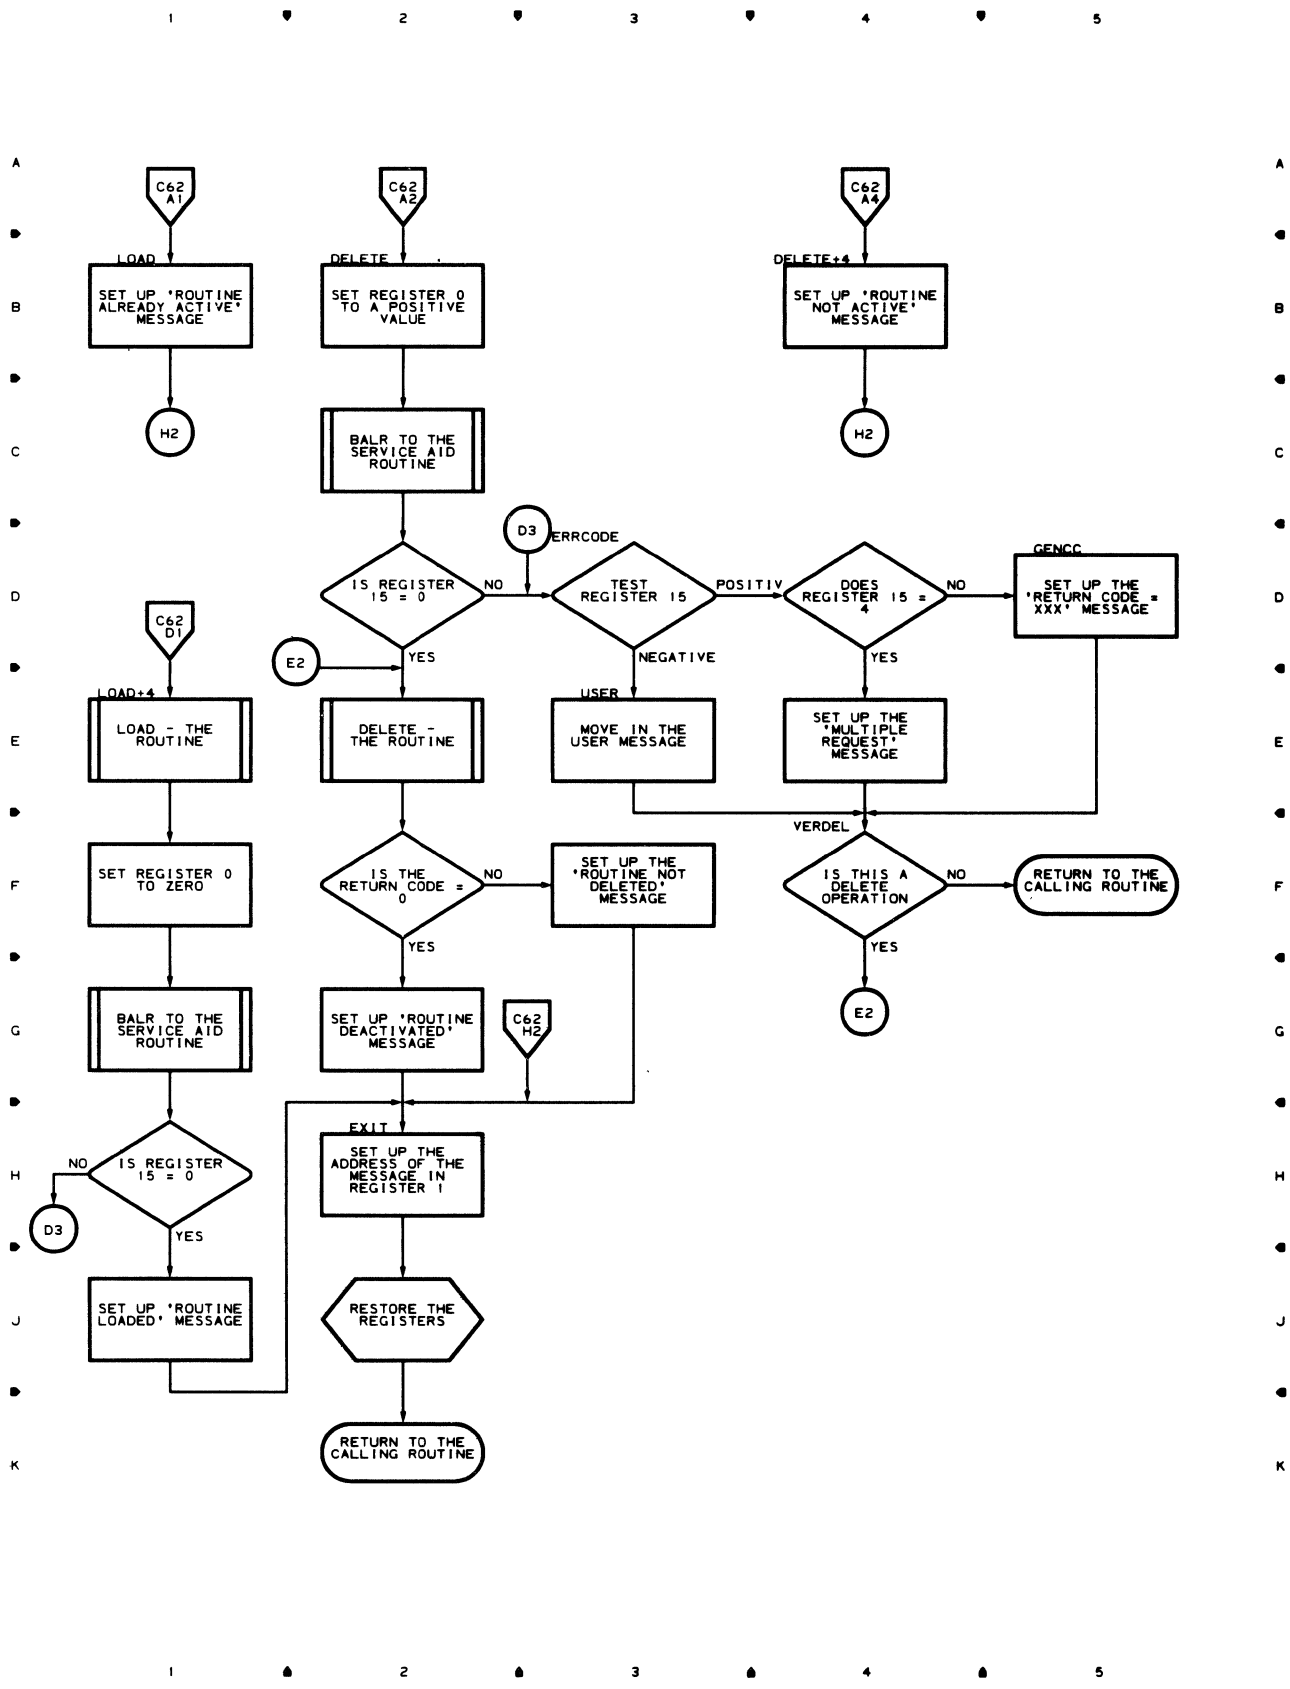 1 2 3 4 5
A A
C62
A1
C62
A2
C62
A4
LOAD
DELETE
DELETE+4
B B
SET UP 'ROUTINE
ALREADY ACTIVE'
MESSAGE
SET REGISTER 0
TO A POSITIVE
VALUE
SET UP 'ROUTINE
NOT ACTIVE'
MESSAGE
C C
H2
BALR TO THE
SERVICE AID
ROUTINE
H2
D3
ERRCODE
GENCC
D D
C62
D1
IS REGISTER
15 = 0
NO
YES
TEST
REGISTER 15
POSITIV
NEGATIVE
DOES
REGISTER 15 =
4
NO
YES
SET UP THE
'RETURN CODE =
XXX' MESSAGE
E2
LOAD+4
USER
E E
LOAD - THE
ROUTINE
DELETE -
THE ROUTINE
MOVE IN THE
USER MESSAGE
SET UP THE
'MULTIPLE
REQUEST'
MESSAGE
VERDEL
F F
SET REGISTER 0
TO ZERO
IS THE
RETURN CODE =
0
NO
YES
SET UP THE
'ROUTINE NOT
DELETED'
MESSAGE
IS THIS A
DELETE
OPERATION
NO
YES
RETURN TO THE
CALLING ROUTINE
G G
BALR TO THE
SERVICE AID
ROUTINE
SET UP 'ROUTINE
DEACTIVATED'
MESSAGE
C62
H2
E2
EXIT
H H
NO
IS REGISTER
15 = 0
YES
D3
SET UP THE
ADDRESS OF THE
MESSAGE IN
REGISTER 1
J J
SET UP 'ROUTINE
LOADED' MESSAGE
RESTORE THE
REGISTERS
K K
RETURN TO THE
CALLING ROUTINE
1 2 3 4 5